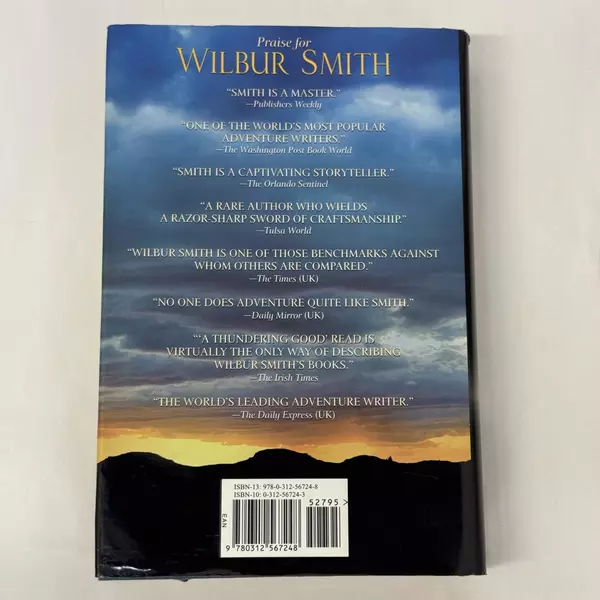 Praise for
WILBUR SMITH
“SMITH IS A MASTER.”
—Publishers Weekly
“ONE OF THE WORLD’S MOST POPULAR
ADVENTURE WRITERS.”
—The Washington Post Book World
“SMITH IS A CAPTIVATING STORYTELLER.”
—The Orlando Sentinel
“A RARE AUTHOR WHO WIELDS
A RAZOR-SHARP SWORD OF CRAFTSMANSHIP.”
—Tulsa World
“WILBUR SMITH IS ONE OF THOSE BENCHMARKS AGAINST
WHOM OTHERS ARE COMPARED.”
—The Times (UK)
“NO ONE DOES ADVENTURE QUITE LIKE SMITH.”
—Daily Mirror (UK)
“‘A THUNDERING GOOD’ READ IS
VIRTUALLY THE ONLY WAY OF DESCRIBING
WILBUR SMITH’S BOOKS.”
—The Irish Times
“THE WORLD’S LEADING ADVENTURE WRITER.”
—The Daily Express (UK)
ISBN-13: 978-0-312-56724-8
ISBN-10: 0-312-56724-3
52795 >
EAN
9 780312 567248